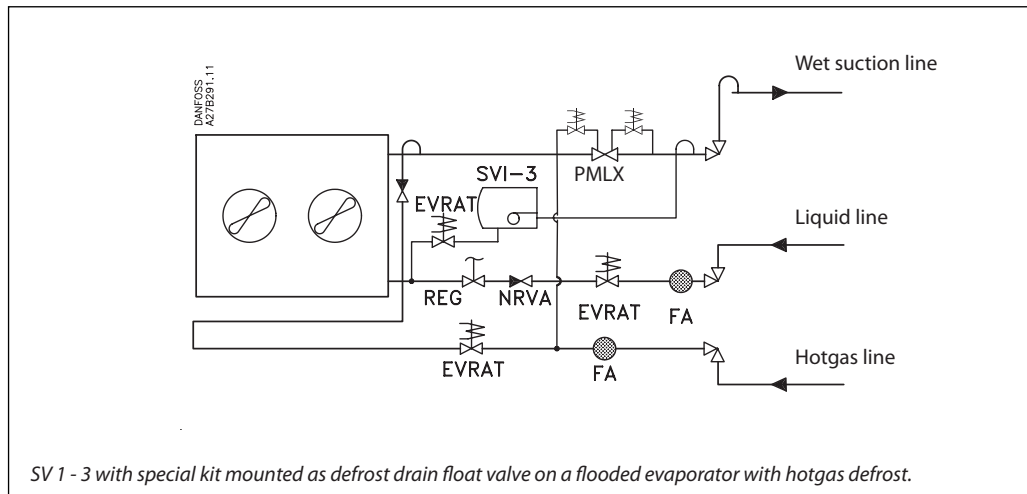 Wet suction line
DANFOSS
A27B291.11
PMLX
SVI-3
EVRAT
Liquid line
REG
NRVA
EVRAT
FA
EVRAT
FA
Hotgas line
SV 1 - 3 with special kit mounted as defrost drain float valve on a flooded evaporator with hotgas defrost.